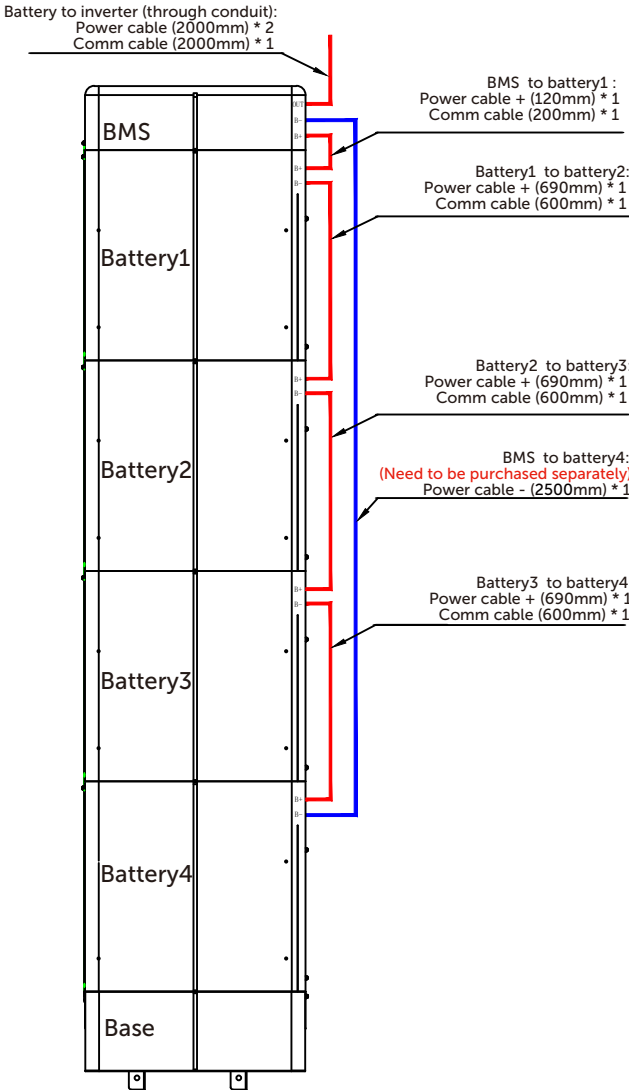 Battery to inverter (through conduit):
Power cable (2000mm) * 2
Comm cable (2000mm) * 1
BMS to battery1 :
Power cable + (120mm) * 1
Comm cable (200mm) * 1
OUT
B-
BMS
B+
B+
B-
Battery1 to battery2:
Power cable + (690mm) * 1
Comm cable (600mm) * 1
Battery1
Battery2 to battery3:
Power cable + (690mm) * 1
Comm cable (600mm) * 1
B+
B-
Battery2
BMS to battery4:
(Need to be purchased separately)
Power cable - (2500mm) * 1
Battery3 to battery4
Power cable + (690mm) * 1
Comm cable (600mm) * 1
B+
B-
Battery3
B+
B-
Battery4
Base